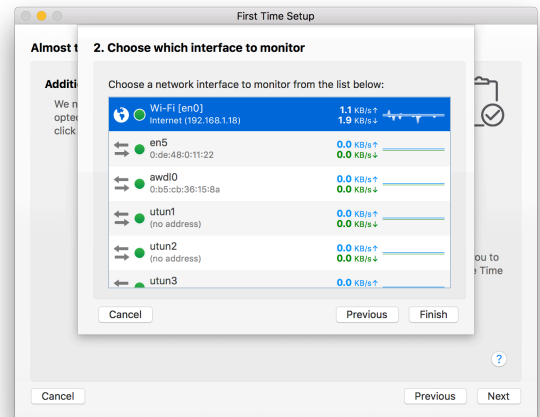 First Time Setup
Almost t
2. Choose which interface to monitor
Additi
We n
opted
click
Choose a network interface to monitor from the list below:
Wi-Fi [en0]
Internet (192.168.1.18)
1.1 KB/s↑
1.9 KB/s↓
en5
0:de:48:0:11:22
0.0 KB/s↑
0.0 KB/s↓
awdl0
0:b5:cb:36:15:8a
0.0 KB/s↑
0.0 KB/s↓
utun1
(no address)
0.0 KB/s↑
0.0 KB/s↓
utun2
(no address)
0.0 KB/s↑
0.0 KB/s↓
utun3
0.0 KB/s↑
ou to
Time
Cancel
Previous
Finish
?
Cancel
Previous
Next